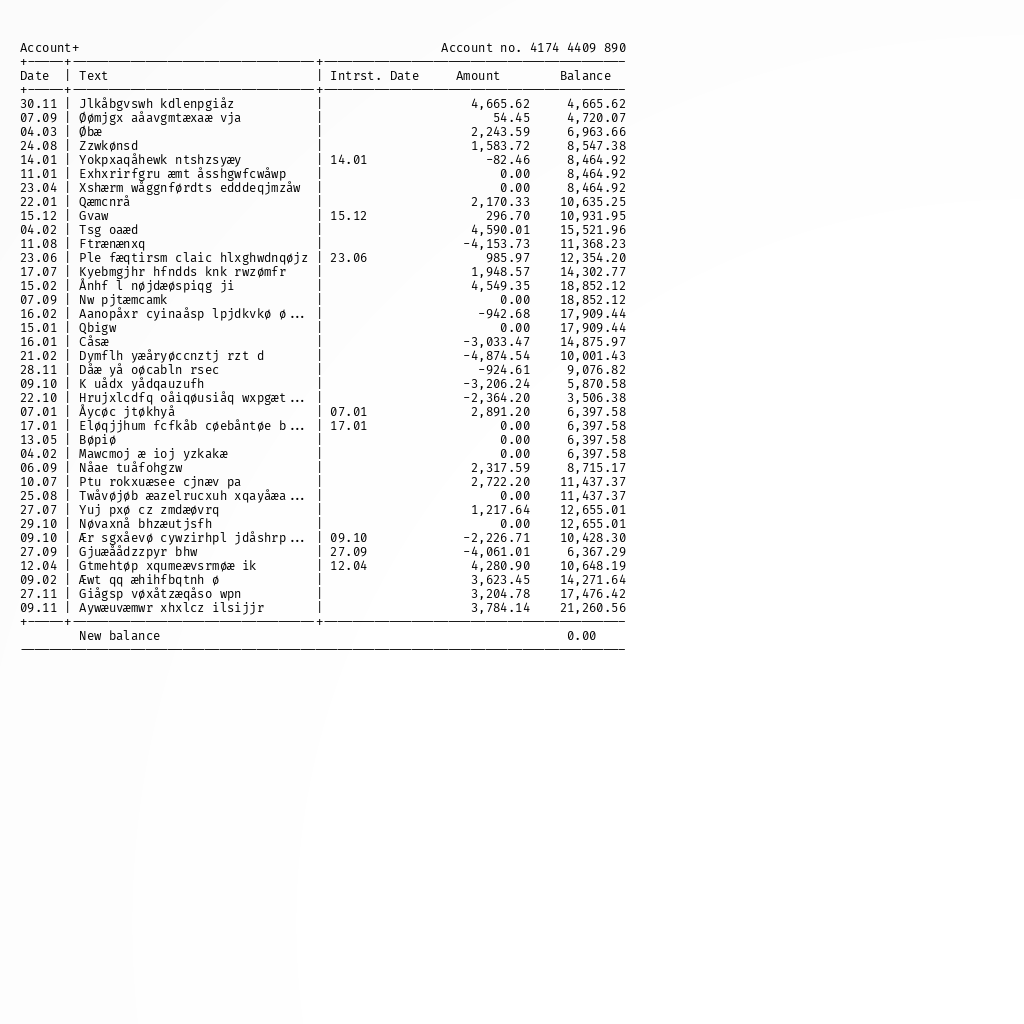 Account+ Account no. 4174 4409 890
Date | Text | Intrst. Date Amount Balance
30.11 | Jlkåbgvswh kdlenpgiåz | 4,665.62 4,665.62
07.09 | Øømjgx aåavgmtæxaæ vja | 54.45 4,720.07
04.03 | Øbæ | 2,243.59 6,963.66
24.08 | Zzwkønsd | 1,583.72 8,547.38
14.01 | Yokpxaqåhewk ntshzsyæy | 14.01 -82.46 8,464.92
11.01 | Exhxrirfgru æmt åsshgwfcwåwp | 0.00 8,464.92
23.04 | Xshærm wåggnførdts edddeqjmzåw | 0.00 8,464.92
22.01 | Qæmcnrå | 2,170.33 10,635.25
15.12 | Gvaw | 15.12 296.70 10,931.95
04.02 | Tsg oaæd | 4,590.01 15,521.96
11.08 | Ftrænænxq | -4,153.73 11,368.23
23.06 | Ple fæqtirsm claic hlxghwdnqøjz | 23.06 985.97 12,354.20
17.07 | Kyebmgjhr hfndds knk rwzømfr | 1,948.57 14,302.77
15.02 | Ånhf l nøjdæøspiqg ji | 4,549.35 18,852.12
07.09 | Nw pjtæmcamk | 0.00 18,852.12
16.02 | Aanopåxr cyinaåsp lpjdkvkø ø... | -942.68 17,909.44
15.01 | Qbigw | 0.00 17,909.44
16.01 | Cåsæ | -3,033.47 14,875.97
21.02 | Dymflh yæåryøccnztj rzt d | -4,874.54 10,001.43
28.11 | Dåæ yå oøcabln rsec | -924.61 9,076.82
09.10 | K uådx yådqauzufh | -3,206.24 5,870.58
22.10 | Hrujxlcdfq oåiqøusiåq wxpgæt... | -2,364.20 3,506.38
07.01 | Åycøc jtøkhyå | 07.01 2,891.20 6,397.58
17.01 | Eløqjjhum fcfkåb cøebåntøe b... | 17.01 0.00 6,397.58
13.05 | Bøpiø | 0.00 6,397.58
04.02 | Mawcmoj æ ioj yzkakæ | 0.00 6,397.58
06.09 | Nåae tuåfohgzw | 2,317.59 8,715.17
10.07 | Ptu rokxuæsee cjnæv pa | 2,722.20 11,437.37
25.08 | Twåvøjøb æazelrucxuh xqayåæa... | 0.00 11,437.37
27.07 | Yuj pxø cz zmdæøvrq | 1,217.64 12,655.01
29.10 | Nøvaxnå bhzæutjsfh | 0.00 12,655.01
09.10 | Ær sgxåevø cywzirhpl jdåshrp... | 09.10 -2,226.71 10,428.30
27.09 | Gjuæåådzzpyr bhw | 27.09 -4,061.01 6,367.29
12.04 | Gtmehtøp xqumeævsrmøæ ik | 12.04 4,280.90 10,648.19
09.02 | Æwt qq æhihfbqtnh ø | 3,623.45 14,271.64
27.11 | Giågsp vøxåtzæqåso wpn | 3,204.78 17,476.42
09.11 | Aywæuvæmwr xhxlcz ilsijjr | 3,784.14 21,260.56
New balance 0.00